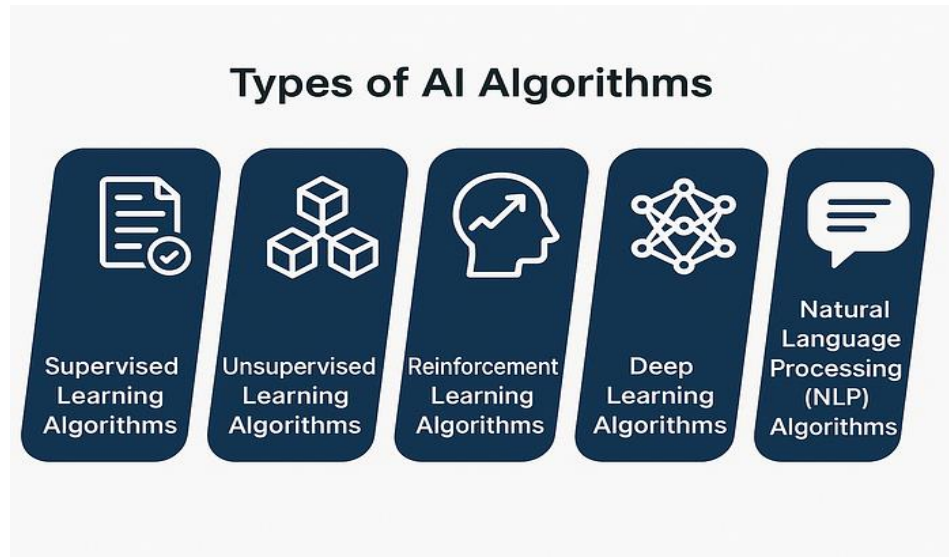 Types of AI Algorithms
Supervised
Learning
Algorithms
Unsupervised
Learning
Algorithms
Reinforcement
Learning
Algorithms
Deep
Learning
Algorithms
Natural
Language
Processing
(NLP)
Algorithms